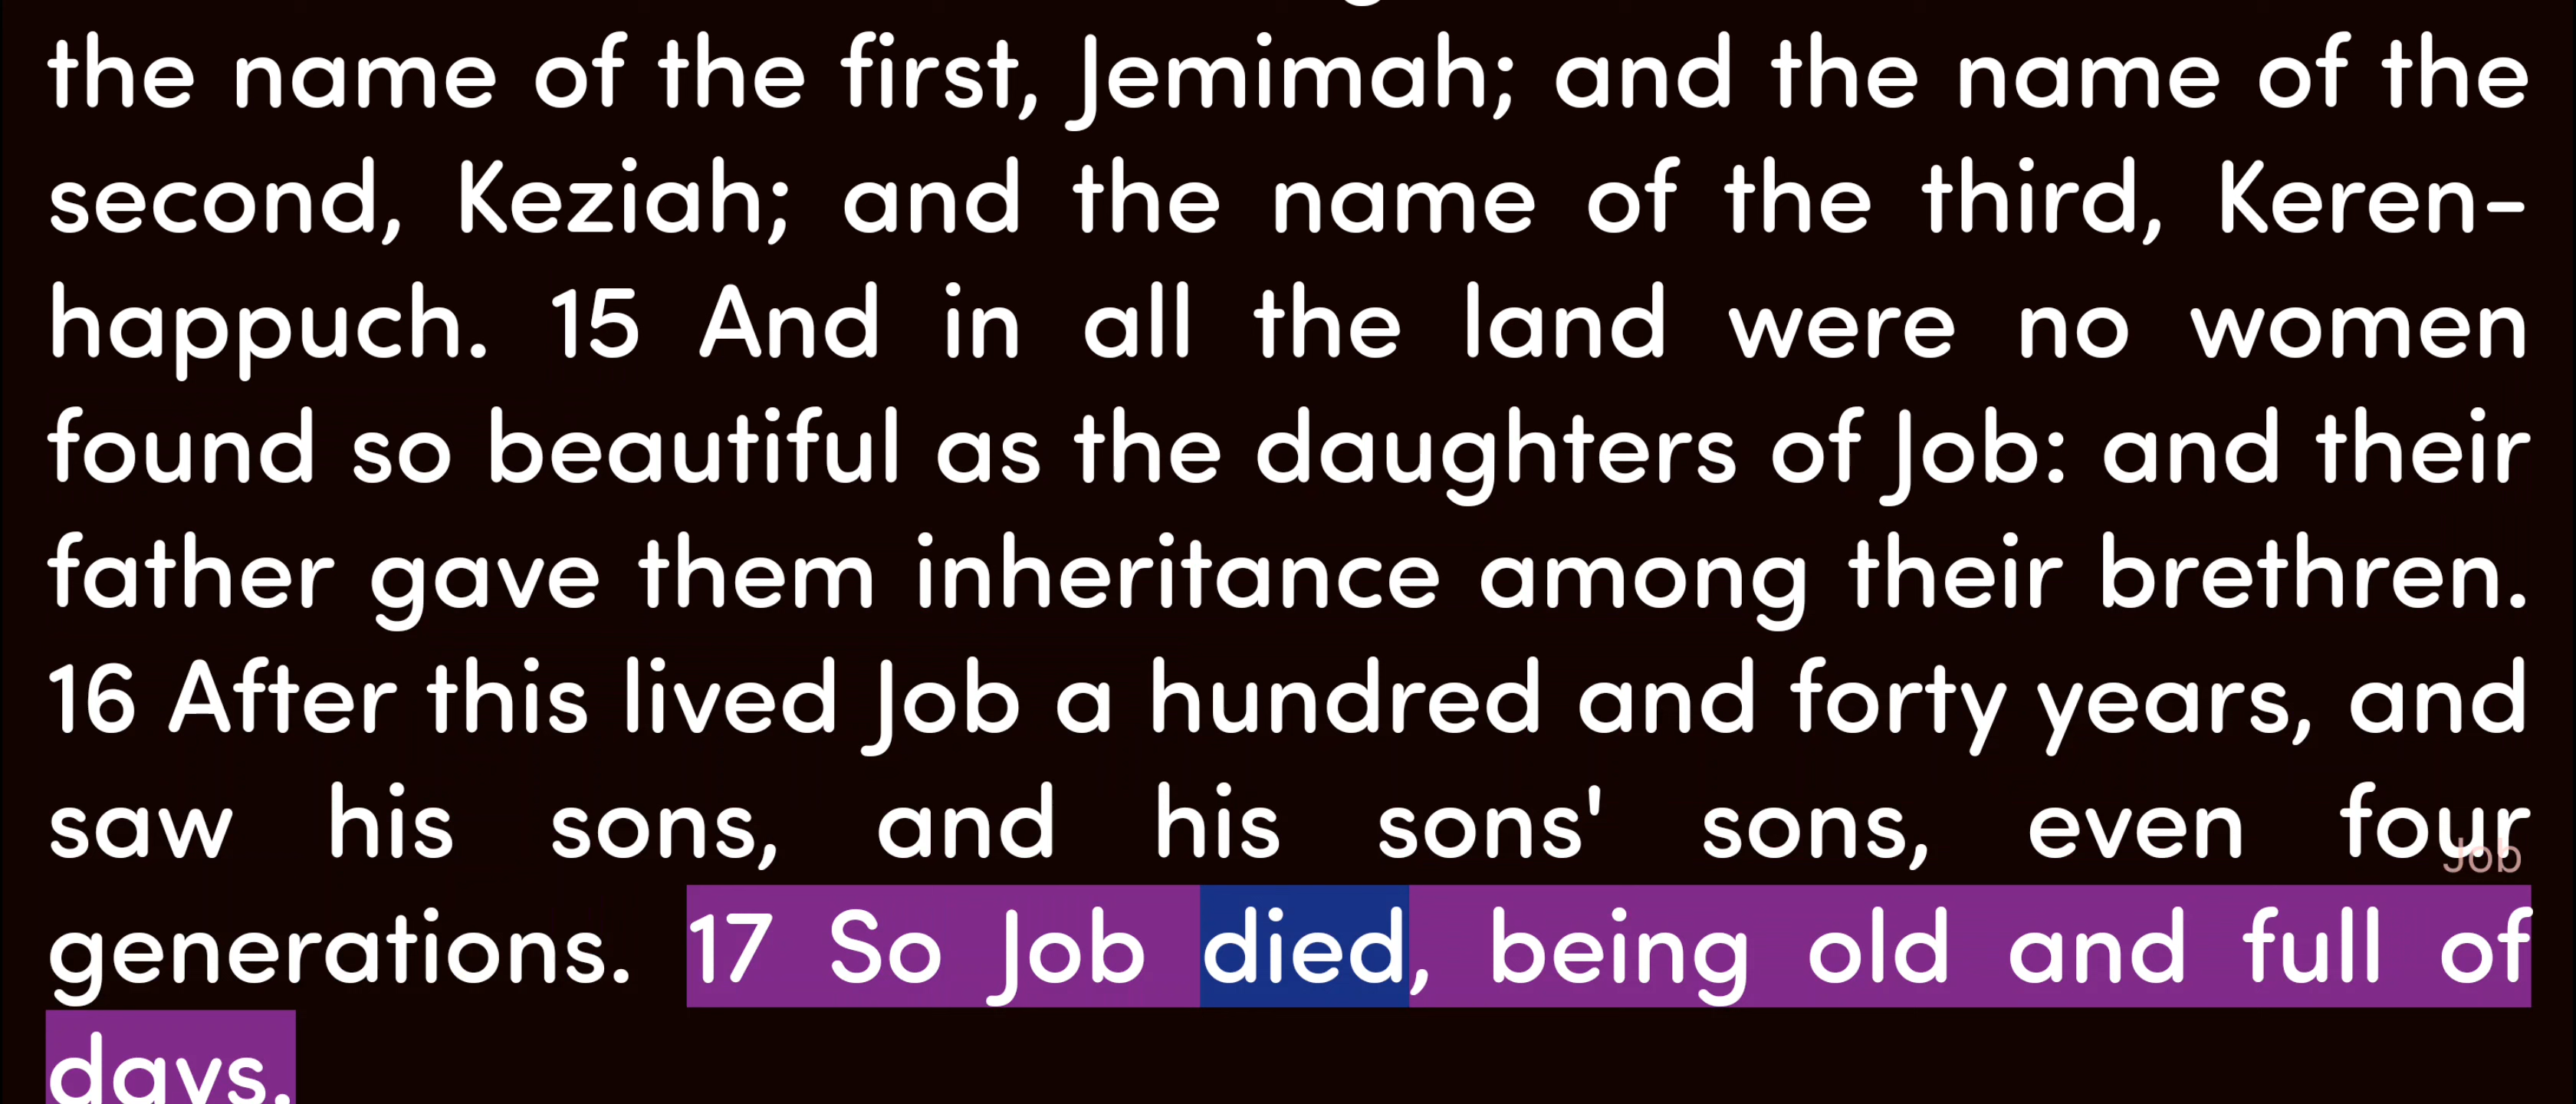 the name of the first, Jemimah; and the name of the
second, Keziah; and the name of the third, Keren-
happuch. 15 And in all the land were no women
found so beautiful as the daughters of Job: and their
father gave them inheritance among their brethren.
16 After this lived Job a hundred and forty years, and
saw his sons, and his sons' sons, even four
Job
generations. 17 So Job died, being old and full of
days.